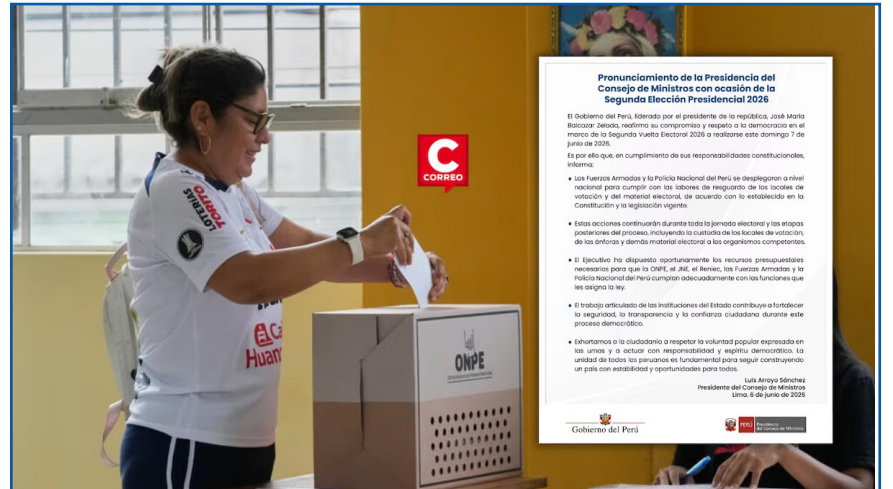 Pronunciamiento de la Presidencia del
Consejo de Ministros con ocasión de la
Segunda Elección Presidencial 2026
El Gobierno del Perú, liderado por el presidente de la república, José María
Balcazar Zelada, reafirma su compromiso y respeto a la democracia en el
marco de la Segunda Vuelta Electoral 2026 a realizarse este domingo 7 de
junio de 2026.
Es por ello que, en cumplimiento de sus responsabilidades constitucionales,
informa:
• Las Fuerzas Armadas y la Policía Nacional del Perú se desplegaron a nivel
nacional para cumplir con las labores de resguardo de los locales de
votación y del material electoral, de acuerdo con lo establecido en la
Constitución y la legislación vigente.
• Estas acciones continuarán durante toda la jornada electoral y las etapas
posteriores del proceso, incluyendo la custodia de los locales de votación,
de las ánforas y demás material electoral a los organismos competentes.
• El Ejecutivo ha dispuesto oportunamente los recursos presupuestales
necesarios para que la ONPE, el JNE, el Reniec, las Fuerzas Armadas y la
Policía Nacional del Perú cumplan adecuadamente con las funciones que
les asigna la ley.
• El trabajo articulado de las instituciones del Estado contribuye a fortalecer
la seguridad, la transparencia y la confianza ciudadana durante este
proceso democrático.
• Exhortamos a la ciudadanía a respetar la voluntad popular expresada en
las urnas y a actuar con responsabilidad y espíritu democrático. La
unidad de todos los peruanos es fundamental para seguir construyendo
un país con estabilidad y oportunidades para todos.
Luis Arroyo Sánchez
Presidente del Consejo de Ministros
Lima, 6 de junio de 2026
Gobierno del Perú
PERÚ Presidencia
del Consejo de Ministros
C
CORREO
LOTERÍAS
TORITO
Huan
ONPE